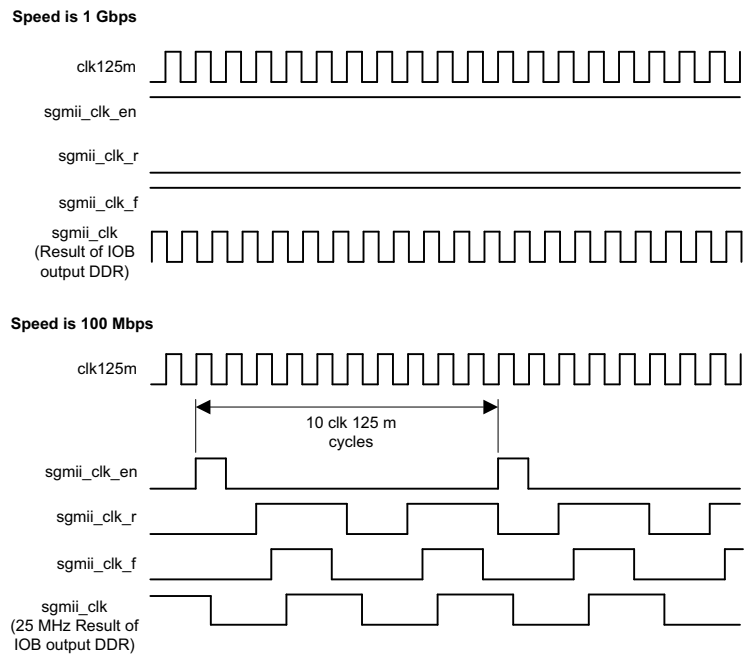 Speed is 1 Gbps
clk125m
sgmii_clk_en
sgmii_clk_r
sgmii_clk_f
sgmii_clk
(Result of IOB
output DDR)
Speed is 100 Mbps
clk125m
10 clk 125 m
cycles
sgmii_clk_en
sgmii_clk_r
sgmii_clk_f
sgmii_clk
(25 MHz Result of
IOB output DDR)